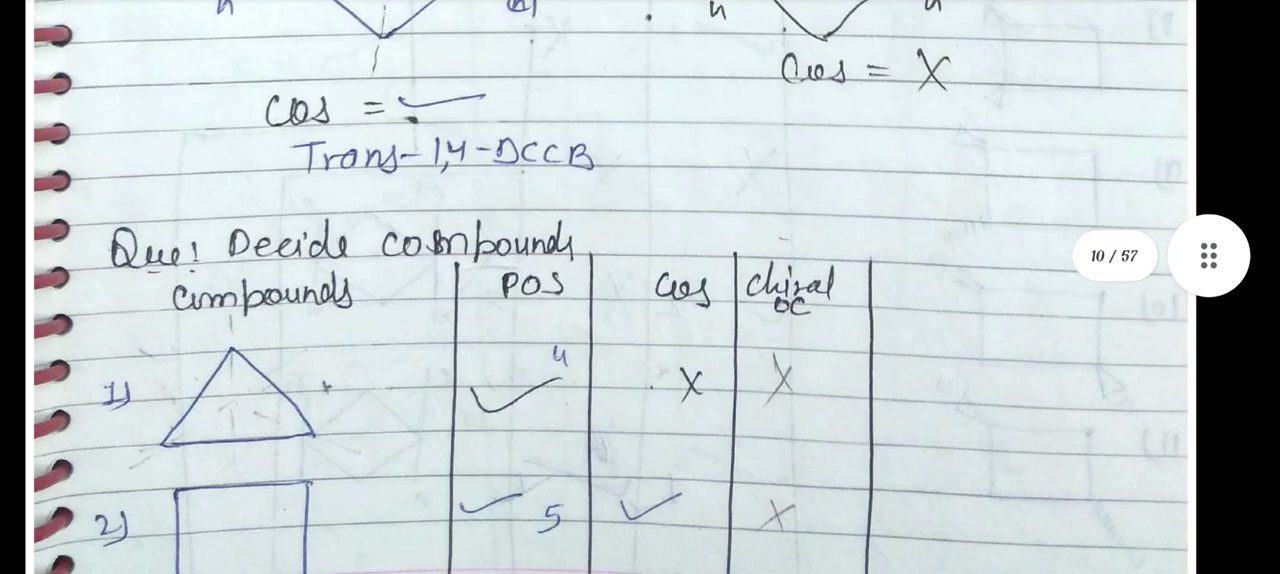 n
n
n
COS = X
COS = ✓
Trans-1,4-DCCB
Que! Decide compounds
compounds POS COS chiral
OC
4
1) ✓ X X
2) ✓ 5 ✓ X
10 / 57